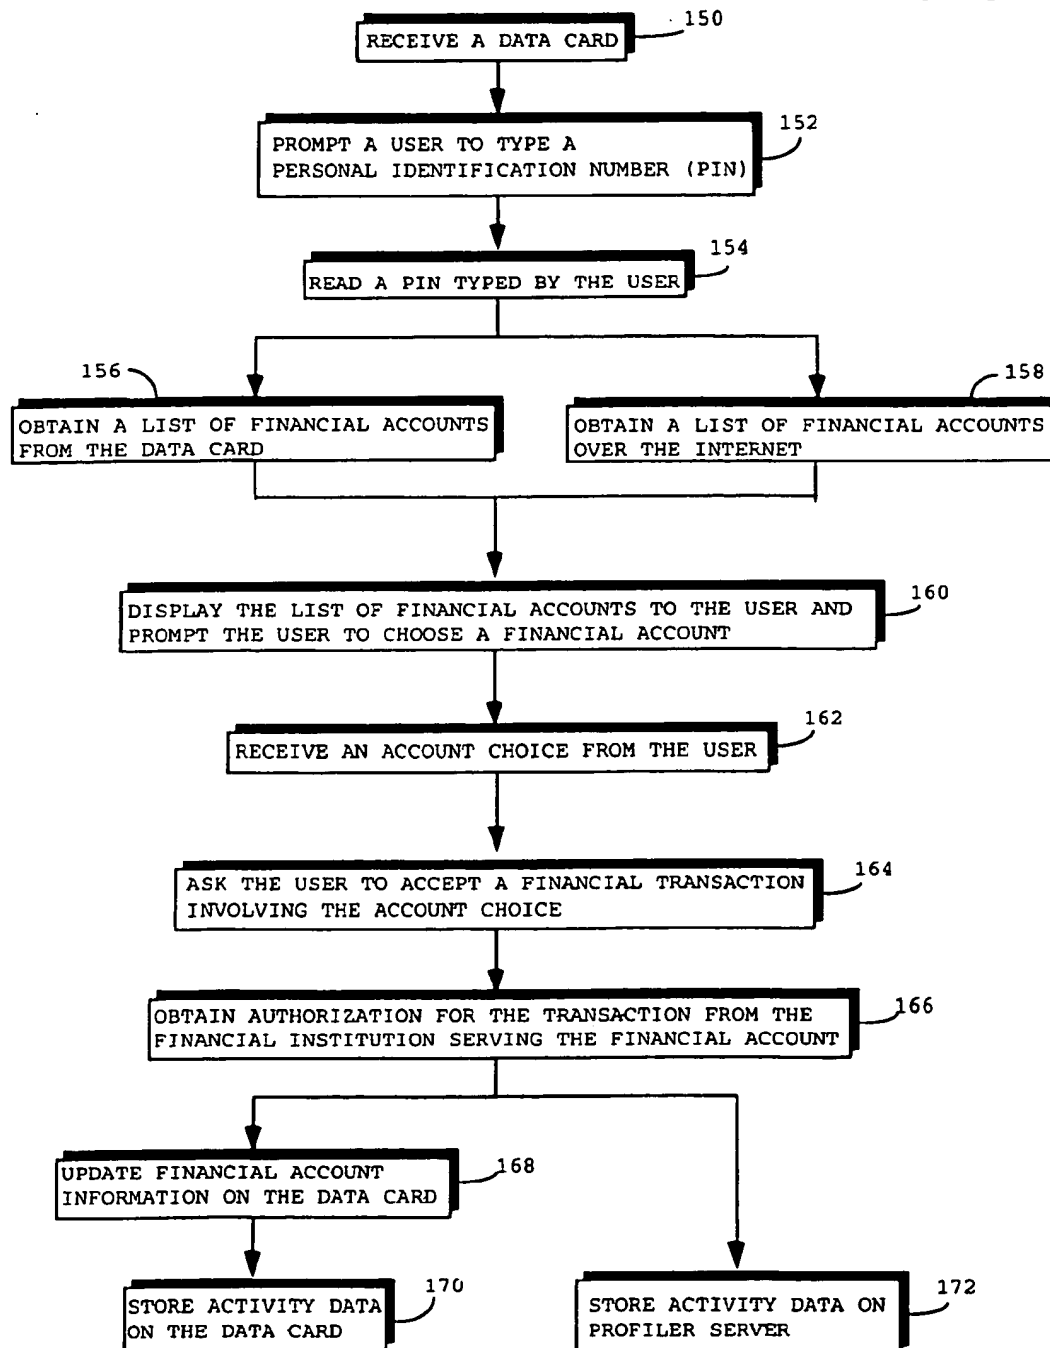 150
RECEIVE A DATA CARD
152
PROMPT A USER TO TYPE A
PERSONAL IDENTIFICATION NUMBER (PIN)
154
READ A PIN TYPED BY THE USER
156
158
OBTAIN A LIST OF FINANCIAL ACCOUNTS
FROM THE DATA CARD
OBTAIN A LIST OF FINANCIAL ACCOUNTS
OVER THE INTERNET
160
DISPLAY THE LIST OF FINANCIAL ACCOUNTS TO THE USER AND
PROMPT THE USER TO CHOOSE A FINANCIAL ACCOUNT
162
RECEIVE AN ACCOUNT CHOICE FROM THE USER
164
ASK THE USER TO ACCEPT A FINANCIAL TRANSACTION
INVOLVING THE ACCOUNT CHOICE
166
OBTAIN AUTHORIZATION FOR THE TRANSACTION FROM THE
FINANCIAL INSTITUTION SERVING THE FINANCIAL ACCOUNT
168
UPDATE FINANCIAL ACCOUNT
INFORMATION ON THE DATA CARD
170
STORE ACTIVITY DATA
ON THE DATA CARD
172
STORE ACTIVITY DATA ON
PROFILER SERVER